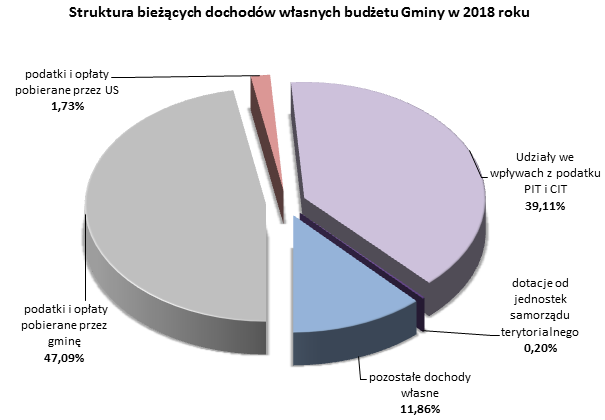 Struktura bieżących dochodów własnych budżetu Gminy w 2018 roku
podatki i opłaty
pobierane przez US
1,73%
Udziały we
wpływach z podatku
PIT i CIT
39,11%
dotacje od
jednostek
samorządu
terytorialnego
0,20%
pozostałe dochody
własne
11,86%
podatki i opłaty
pobierane przez
gminę
47,09%